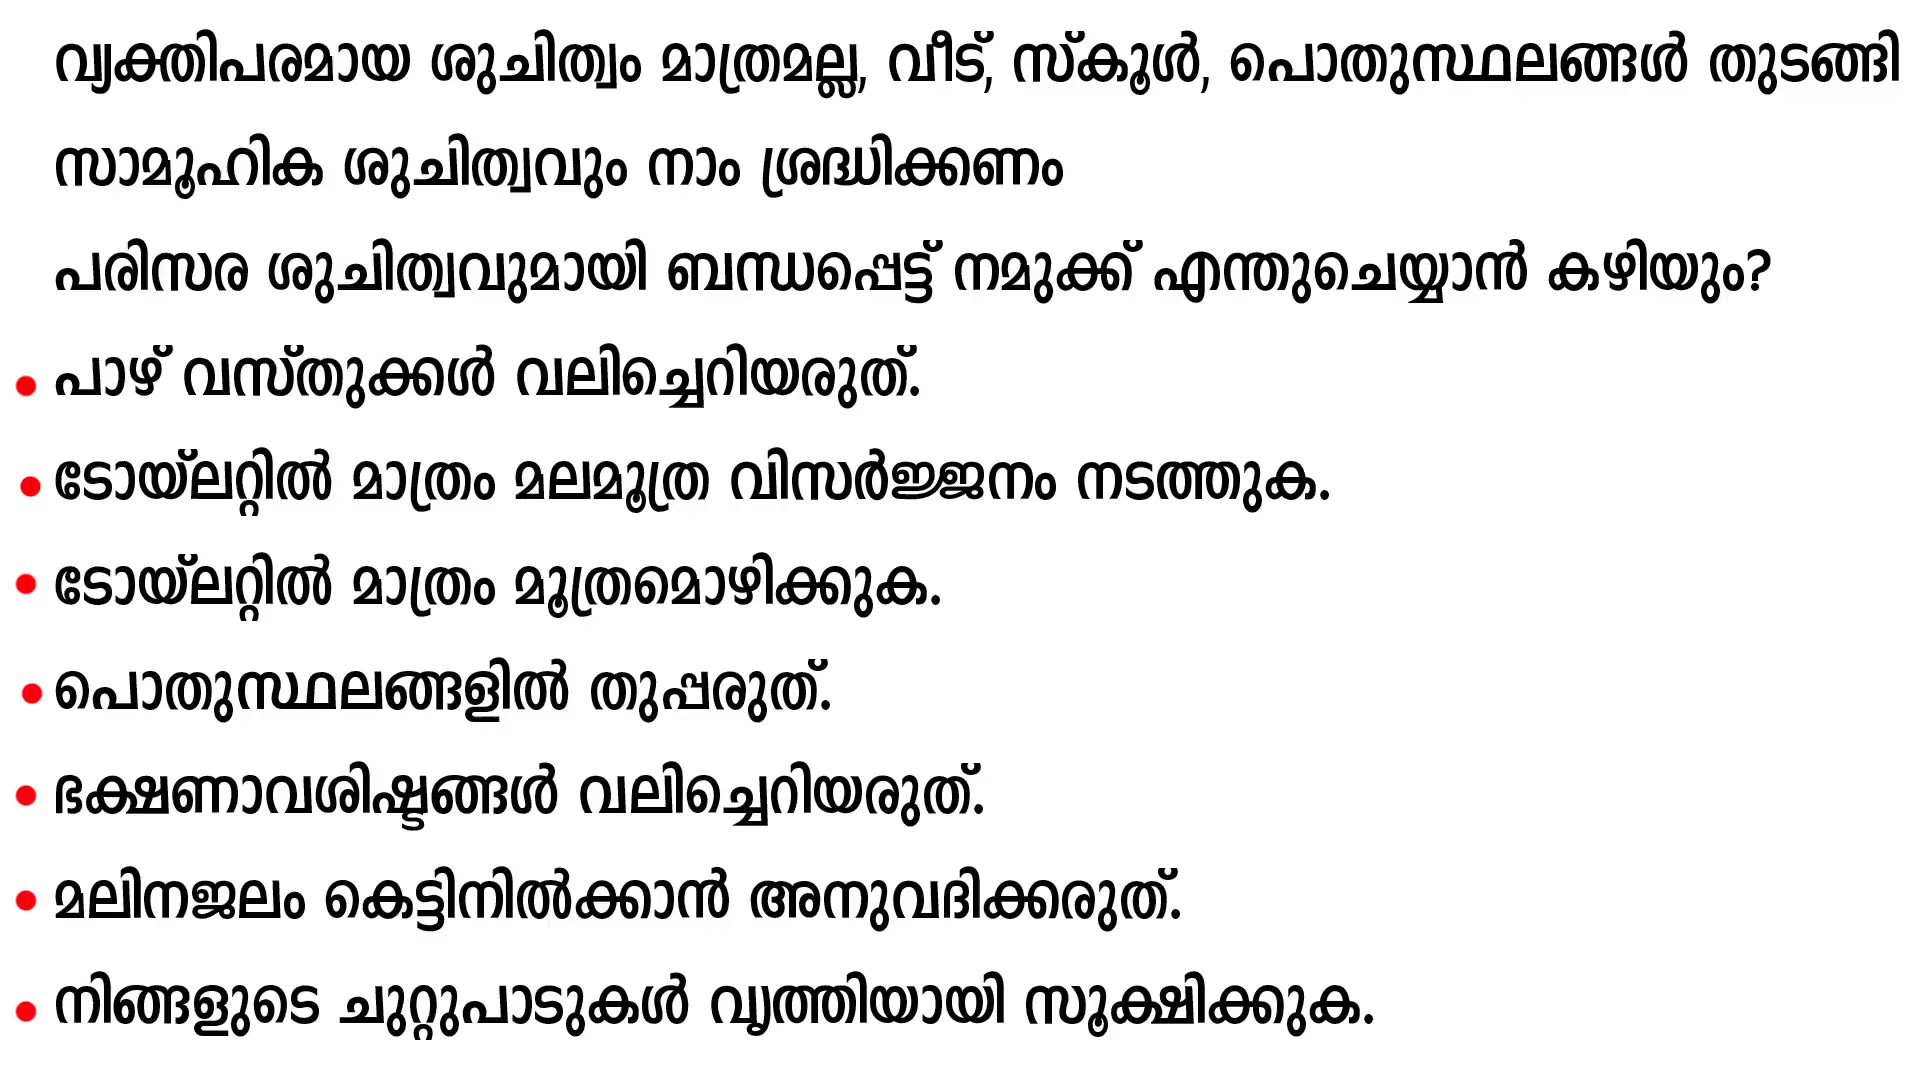 വ്യക്തിപരമായ ശുചിത്വം മാത്രമല്ല, വീട്, സ്കൂൾ, പൊതുസ്ഥലങ്ങൾ തുടങ്ങി
സാമൂഹിക ശുചിത്വവും നാം ശ്രദ്ധിക്കണം
പരിസര ശുചിത്വവുമായി ബന്ധപ്പെട്ട് നമുക്ക് എന്തുചെയ്യാൻ കഴിയും?
• പാഴ് വസ്തുക്കൾ വലിച്ചെറിയരുത്.
• ടോയ്ലറ്റിൽ മാത്രം മലമൂത്ര വിസർജ്ജനം നടത്തുക.
• ടോയ്ലറ്റിൽ മാത്രം മൂത്രമൊഴിക്കുക.
• പൊതുസ്ഥലങ്ങളിൽ തുപ്പരുത്.
• ഭക്ഷണാവശിഷ്ടങ്ങൾ വലിച്ചെറിയരുത്.
• മലിനജലം കെട്ടിനിൽക്കാൻ അനുവദിക്കരുത്.
• നിങ്ങളുടെ ചുറ്റുപാടുകൾ വൃത്തിയായി സൂക്ഷിക്കുക.